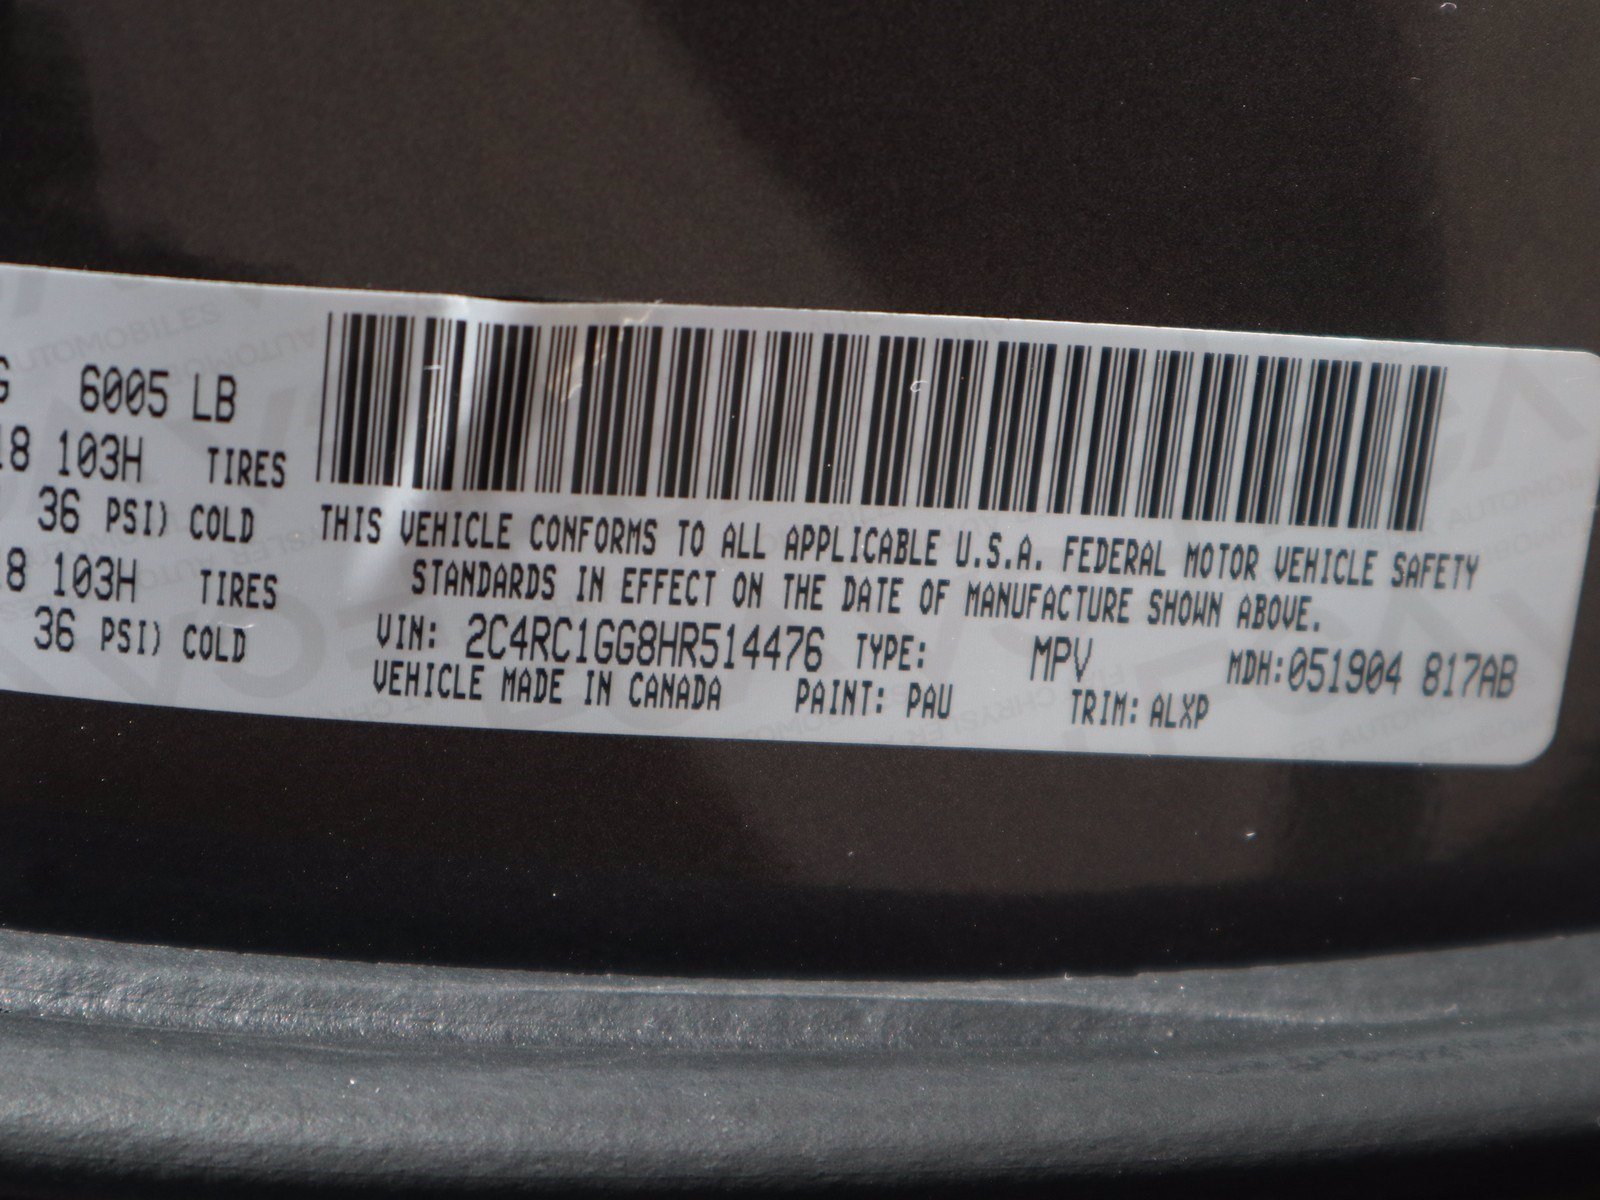 6005 LB
18 103H TIRES
36 PSI) COLD
18 103H TIRES
36 PSI) COLD
THIS VEHICLE CONFORMS TO ALL APPLICABLE U.S.A. FEDERAL MOTOR VEHICLE SAFETY
STANDARDS IN EFFECT ON THE DATE OF MANUFACTURE SHOWN ABOVE.
VIN: 2C4RC1GG8HR514476 TYPE: MPV MDH:051904 817AB
VEHICLE MADE IN CANADA PAINT: PAU TRIM: ALXP